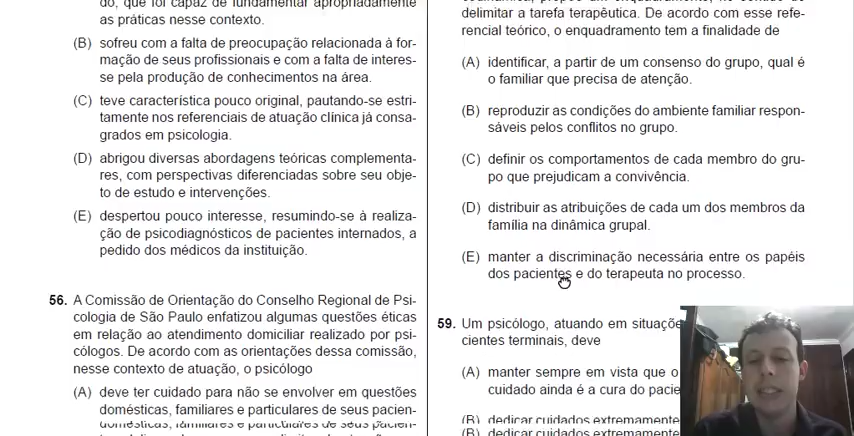 do, que foi capaz de fundamentar apropriadamente
as práticas nesse contexto.
(B) sofreu com a falta de preocupação relacionada à for-
mação de seus profissionais e com a falta de interes-
se pela produção de conhecimentos na área.
(C) teve característica pouco original, pautando-se estri-
tamente nos referenciais de atuação clínica já consa-
grados em psicologia.
(D) abrigou diversas abordagens teóricas complementa-
res, com perspectivas diferenciadas sobre seu obje-
to de estudo e intervenções.
(E) despertou pouco interesse, resumindo-se à realiza-
ção de psicodiagnósticos de pacientes internados, a
pedido dos médicos da instituição.
56. A Comissão de Orientação do Conselho Regional de Psi-
cologia de São Paulo enfatizou algumas questões éticas
em relação ao atendimento domiciliar realizado por psi-
cólogos. De acordo com as orientações dessa comissão,
nesse contexto de atuação, o psicólogo
(A) deve ter cuidado para não se envolver em questões
domésticas, familiares e particulares de seus pacien-
domésticas, familiares e particulares de seus pacien-
delimitar a tarefa terapêutica. De acordo com esse refe-
rencial teórico, o enquadramento tem a finalidade de
(A) identificar, a partir de um consenso do grupo, qual é
o familiar que precisa de atenção.
(B) reproduzir as condições do ambiente familiar respon-
sáveis pelos conflitos no grupo.
(C) definir os comportamentos de cada membro do gru-
po que prejudicam a convivência.
(D) distribuir as atribuições de cada um dos membros da
família na dinâmica grupal.
(E) manter a discriminação necessária entre os papéis
dos pacientes e do terapeuta no processo.
59. Um psicólogo, atuando em
cientes terminais, deve
(A) manter sempre em vista que o
cuidado ainda é a cura do
(B) dedicar cuidados extremamente
(B) dedicar cuidados extremamente